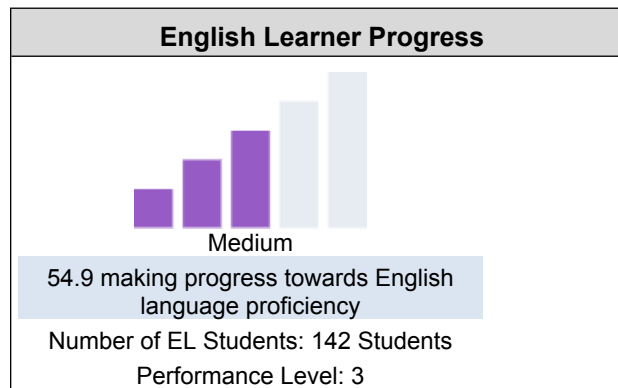 English Learner Progress
Medium
54.9 making progress towards English
language proficiency
Number of EL Students: 142 Students
Performance Level: 3